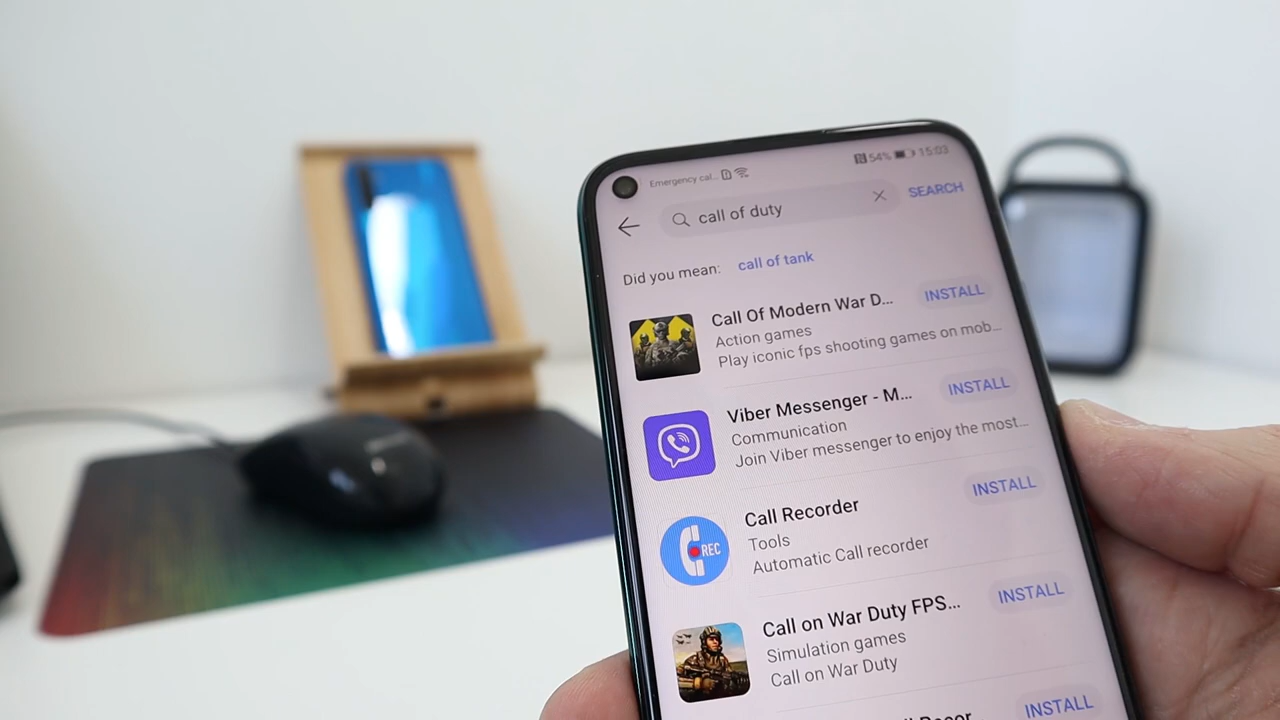 Emergency cal...
54% 15:03
call of duty
SEARCH
Did you mean: call of tank
Call Of Modern War D...
INSTALL
Action games
Play iconic fps shooting games on mob...
Viber Messenger - M...
INSTALL
Communication
Join Viber messenger to enjoy the most...
REC
Call Recorder
INSTALL
Tools
Automatic Call recorder
Call on War Duty FPS...
INSTALL
Simulation games
Call on War Duty
INSTALL